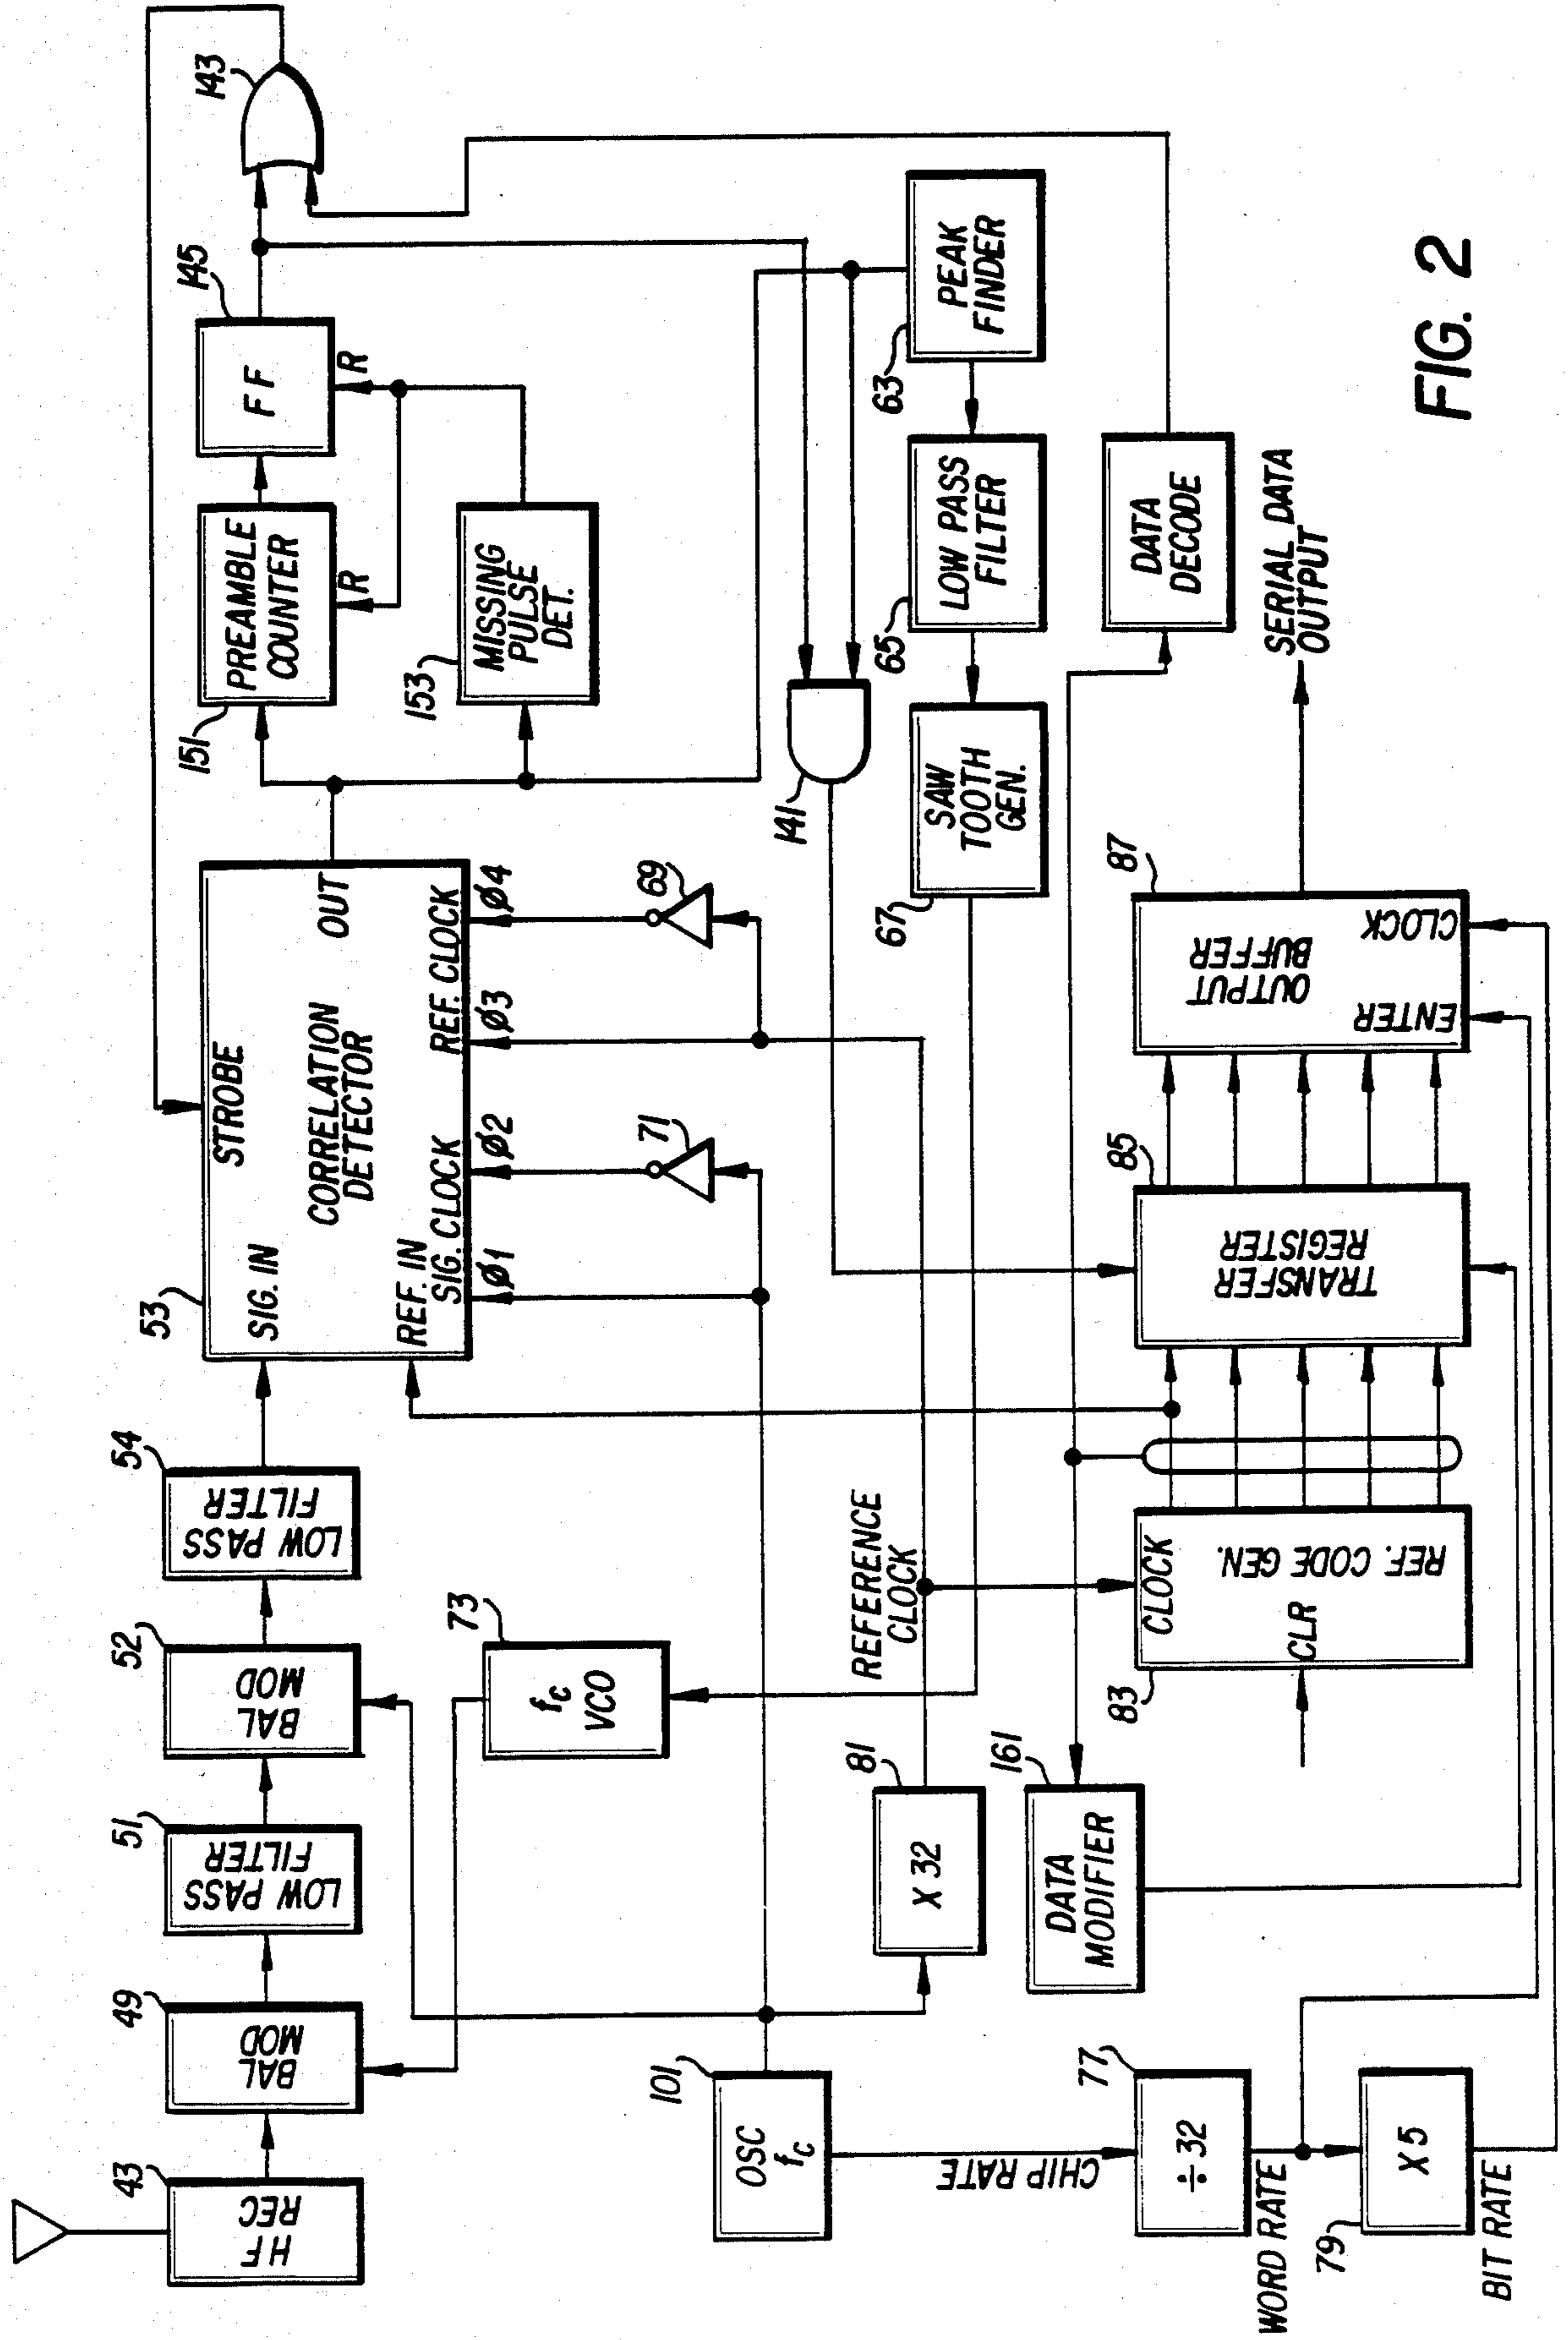 43
HF
REC
49
BAL
MOD
51
LOW PASS
FILTER
52
BAL
MOD
54
LOW PASS
FILTER
53
SIG. IN
STROBE
CORRELATION
DETECTOR
OUT
REF. IN
SIG. CLOCK
REF. CLOCK
Ø1
Ø2
Ø3
Ø4
71
69
151
PREAMBLE
COUNTER
R
145
F F
R
143
153
MISSING
PULSE
DET.
141
73
fc
VCO
101
OSC
fc
81
X 32
REFERENCE
CLOCK
67
SAW
TOOTH
GEN.
65
LOW PASS
FILTER
63
PEAK
FINDER
161
DATA
MODIFIER
DATA
DECODE
CHIP RATE
77
÷ 32
WORD RATE
79
X 5
BIT RATE
83
CLOCK
CLR
REF. CODE GEN.
85
TRANSFER
REGISTER
87
OUTPUT
BUFFER
ENTER
CLOCK
SERIAL DATA
OUTPUT
FIG. 2